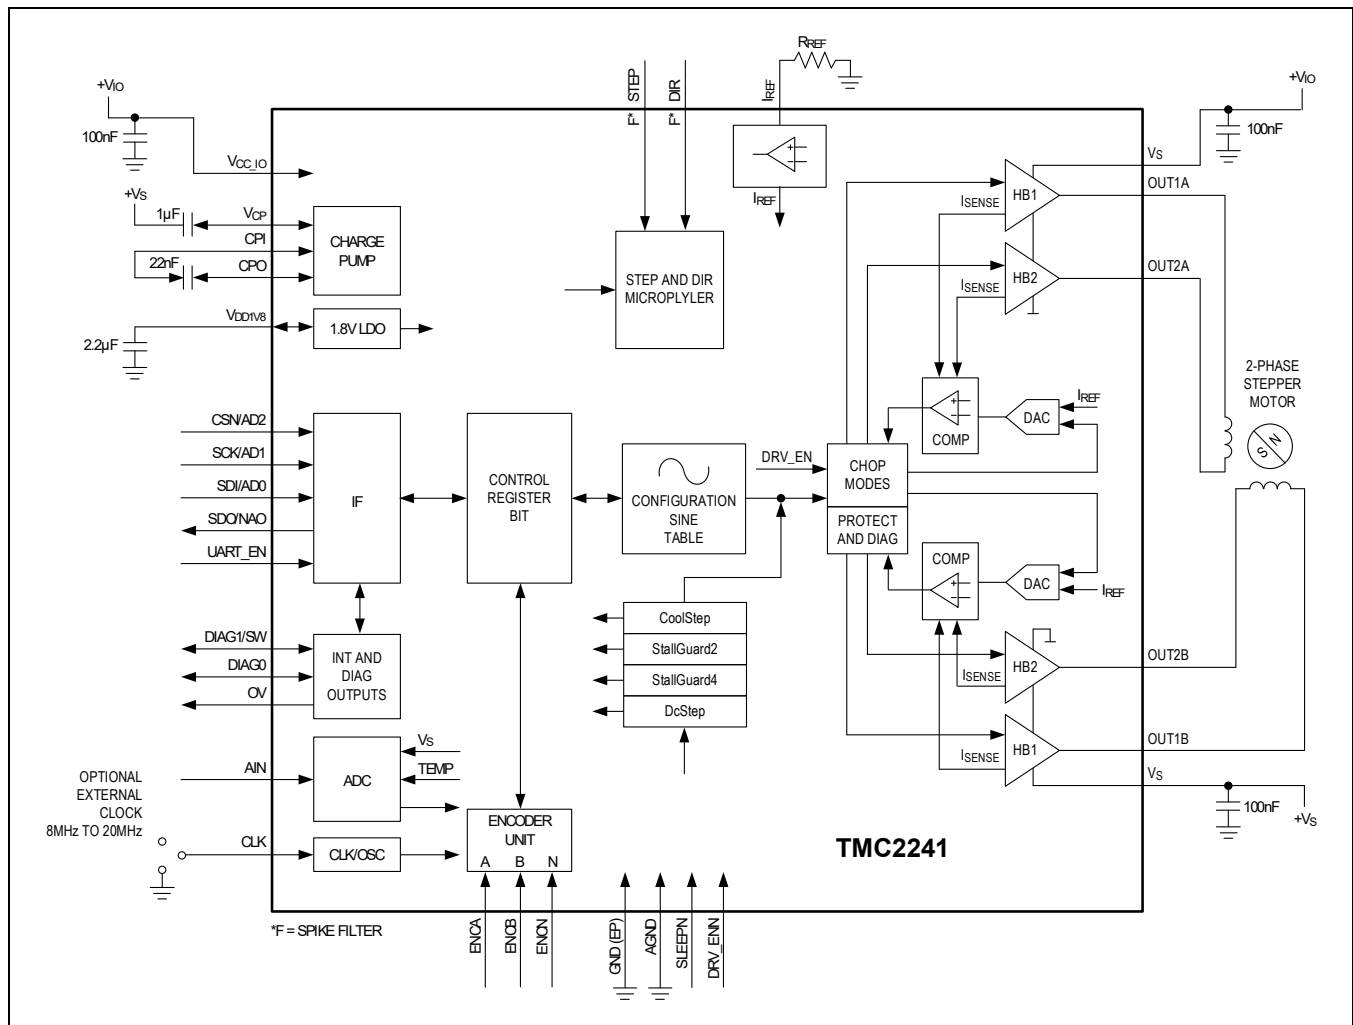 +VIO
100nF
VCC_IO
+VS
1µF
VCP
CPI
22nF
CPO
CHARGE
PUMP
VDD1V8
1.8V LDO
2.2µF
F* STEP
F* DIR
IREF
RREF
IREF
STEP AND DIR
MICROPLYLER
+VIO
100nF
VS
OUT1A
HB1
ISENSE
OUT2A
HB2
ISENSE
2-PHASE
STEPPER
MOTOR
S N
COMP
DAC
IREF
CSN/AD2
SCK/AD1
SDI/AD0
SDO/NAO
UART_EN
IF
CONTROL
REGISTER
BIT
CONFIGURATION
SINE
TABLE
DRV_EN
CHOP
MODES
PROTECT
AND DIAG
COMP
DAC
IREF
CoolStep
StallGuard2
StallGuard4
DcStep
DIAG1/SW
DIAG0
OV
INT AND
DIAG
OUTPUTS
HB2
ISENSE
OUT2B
HB1
ISENSE
OUT1B
VS
100nF
+VS
AIN
ADC
VS
TEMP
OPTIONAL
EXTERNAL
CLOCK
8MHz TO 20MHz
CLK
CLK/OSC
ENCODER
UNIT
A B N
TMC2241
*F = SPIKE FILTER
ENCA
ENCB
ENCN
GND (EP)
AGND
SLEEPN
DRV_ENN